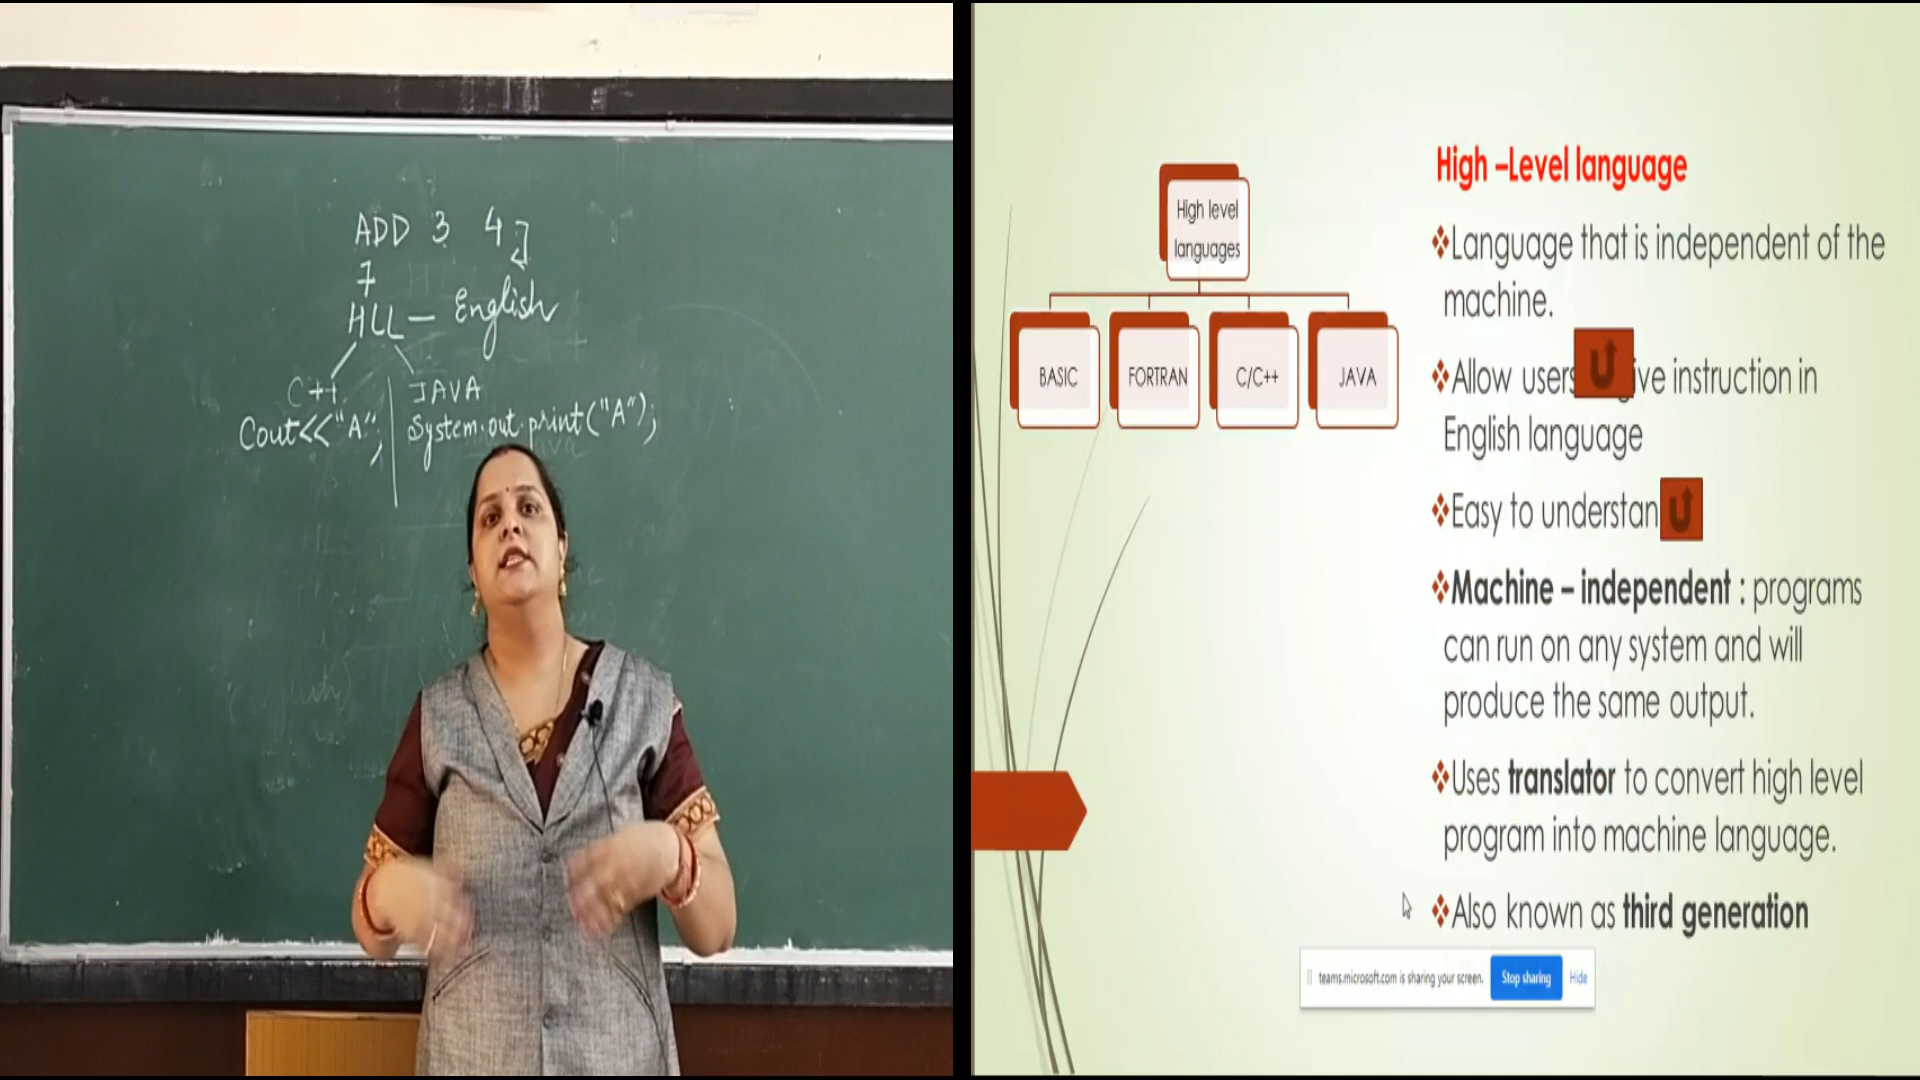 ADD 3 4
7
HLL — English
C++ | JAVA
Cout<<"A"; | System.out.print("A");
High level
languages
BASIC FORTRAN C/C++ JAVA
High –Level language
Language that is independent of the
machine.
Allow users ive instruction in
English language
Easy to understan
Machine – independent : programs
can run on any system and will
produce the same output.
Uses translator to convert high level
program into machine language.
Also known as third generation
teams.microsoft.com is sharing your screen. Stop sharing Hide